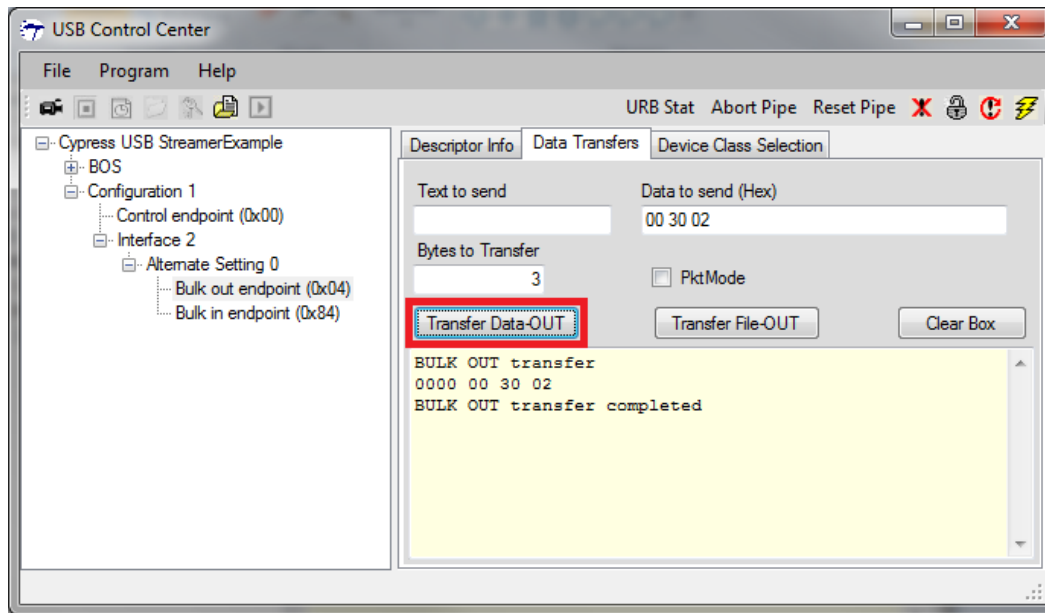 USB Control Center
File Program Help
URB Stat Abort Pipe Reset Pipe
Cypress USB StreamerExample
BOS
Configuration 1
Control endpoint (0x00)
Interface 2
Alternate Setting 0
Bulk out endpoint (0x04)
Bulk in endpoint (0x84)
Descriptor Info Data Transfers Device Class Selection
Text to send Data to send (Hex)
00 30 02
Bytes to Transfer
3 PktMode
Transfer Data-OUT Transfer File-OUT Clear Box
BULK OUT transfer
0000 00 30 02
BULK OUT transfer completed